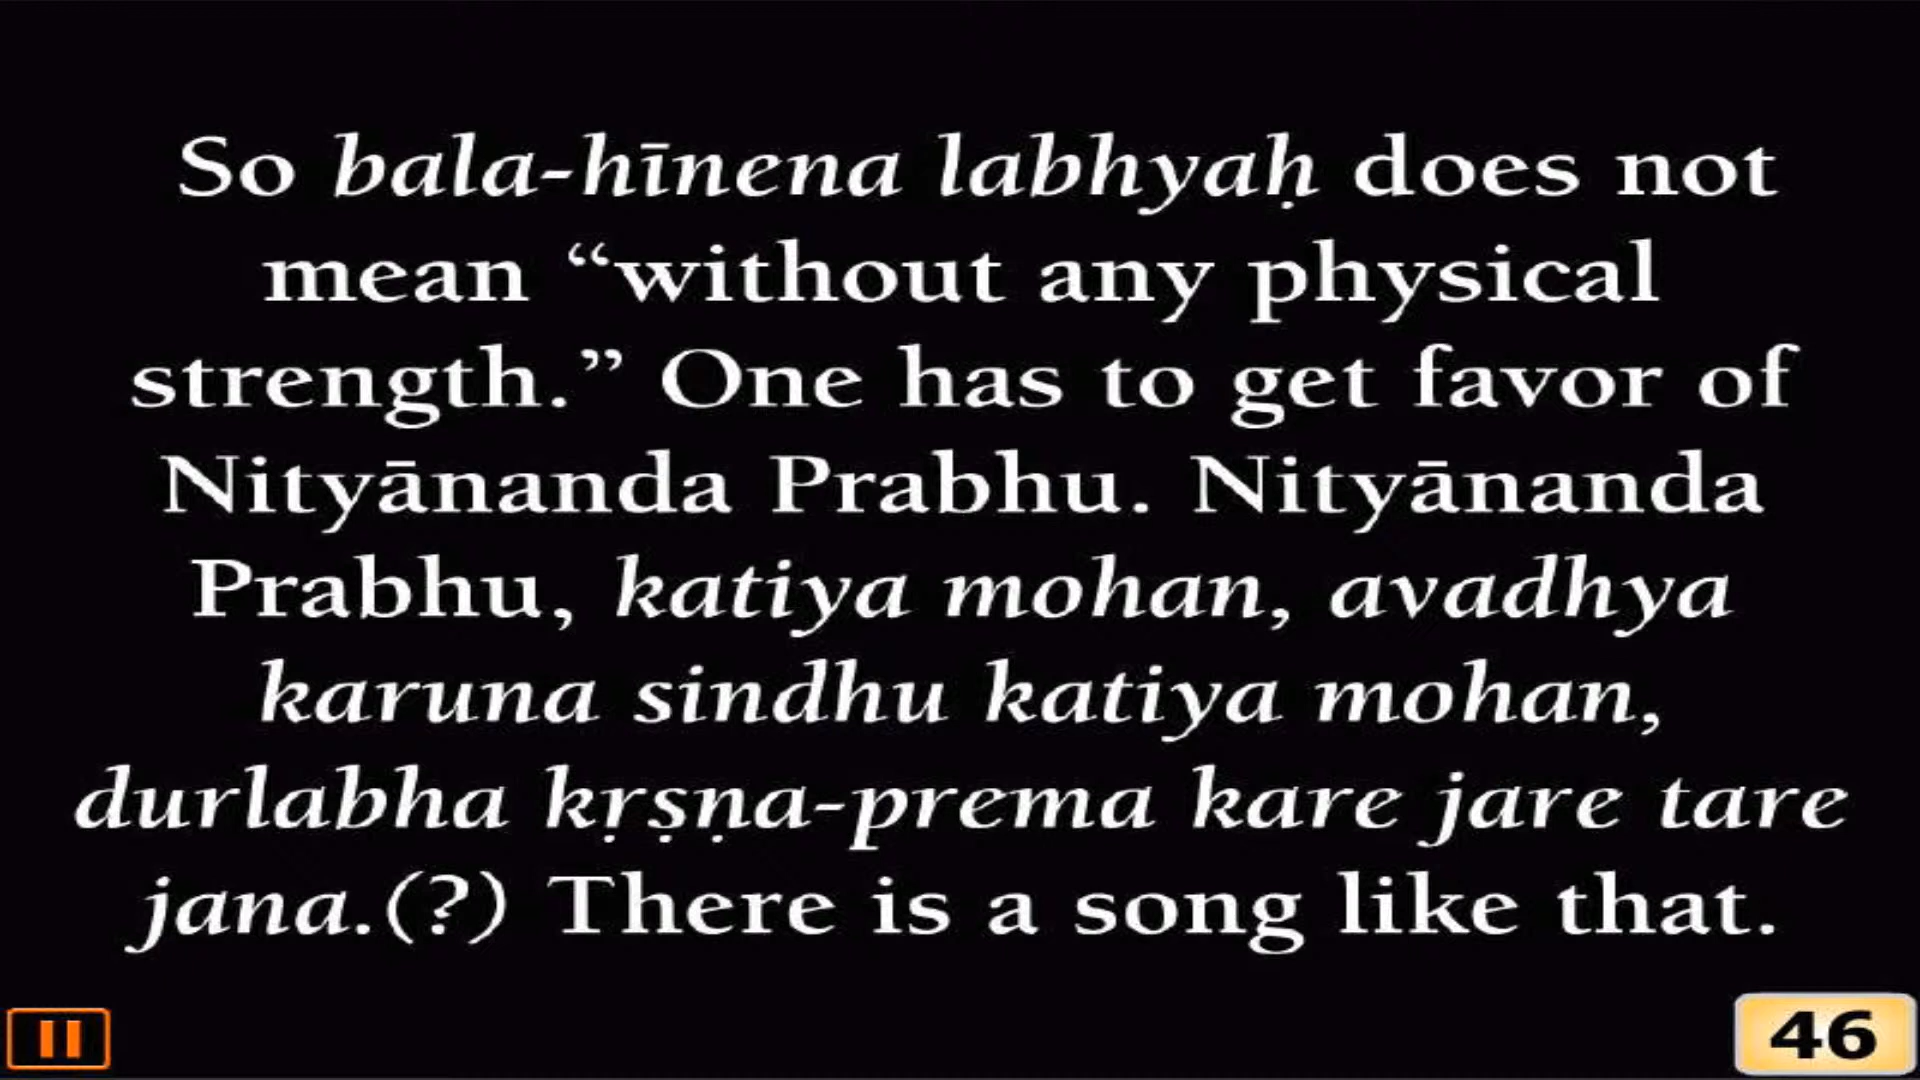 So bala-hīnena labhyaḥ does not
mean “without any physical
strength.” One has to get favor of
Nityānanda Prabhu. Nityānanda
Prabhu, katiya mohan, avadhya
karuna sindhu katiya mohan,
durlabha kṛṣṇa-prema kare jare tare
jana.(?) There is a song like that.
46